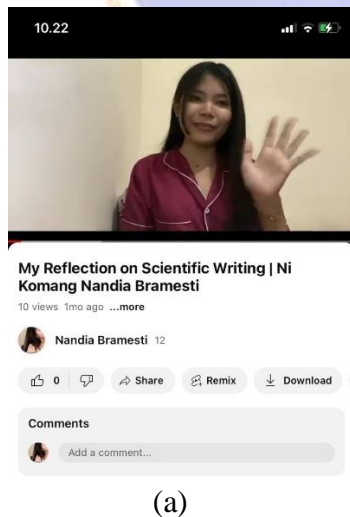 10.22
My Reflection on Scientific Writing | Ni
Komang Nandia Bramesti
10 views 1mo ago ...more
Nandia Bramesti 12
0 Share Remix Download
Comments
Add a comment...
(a)